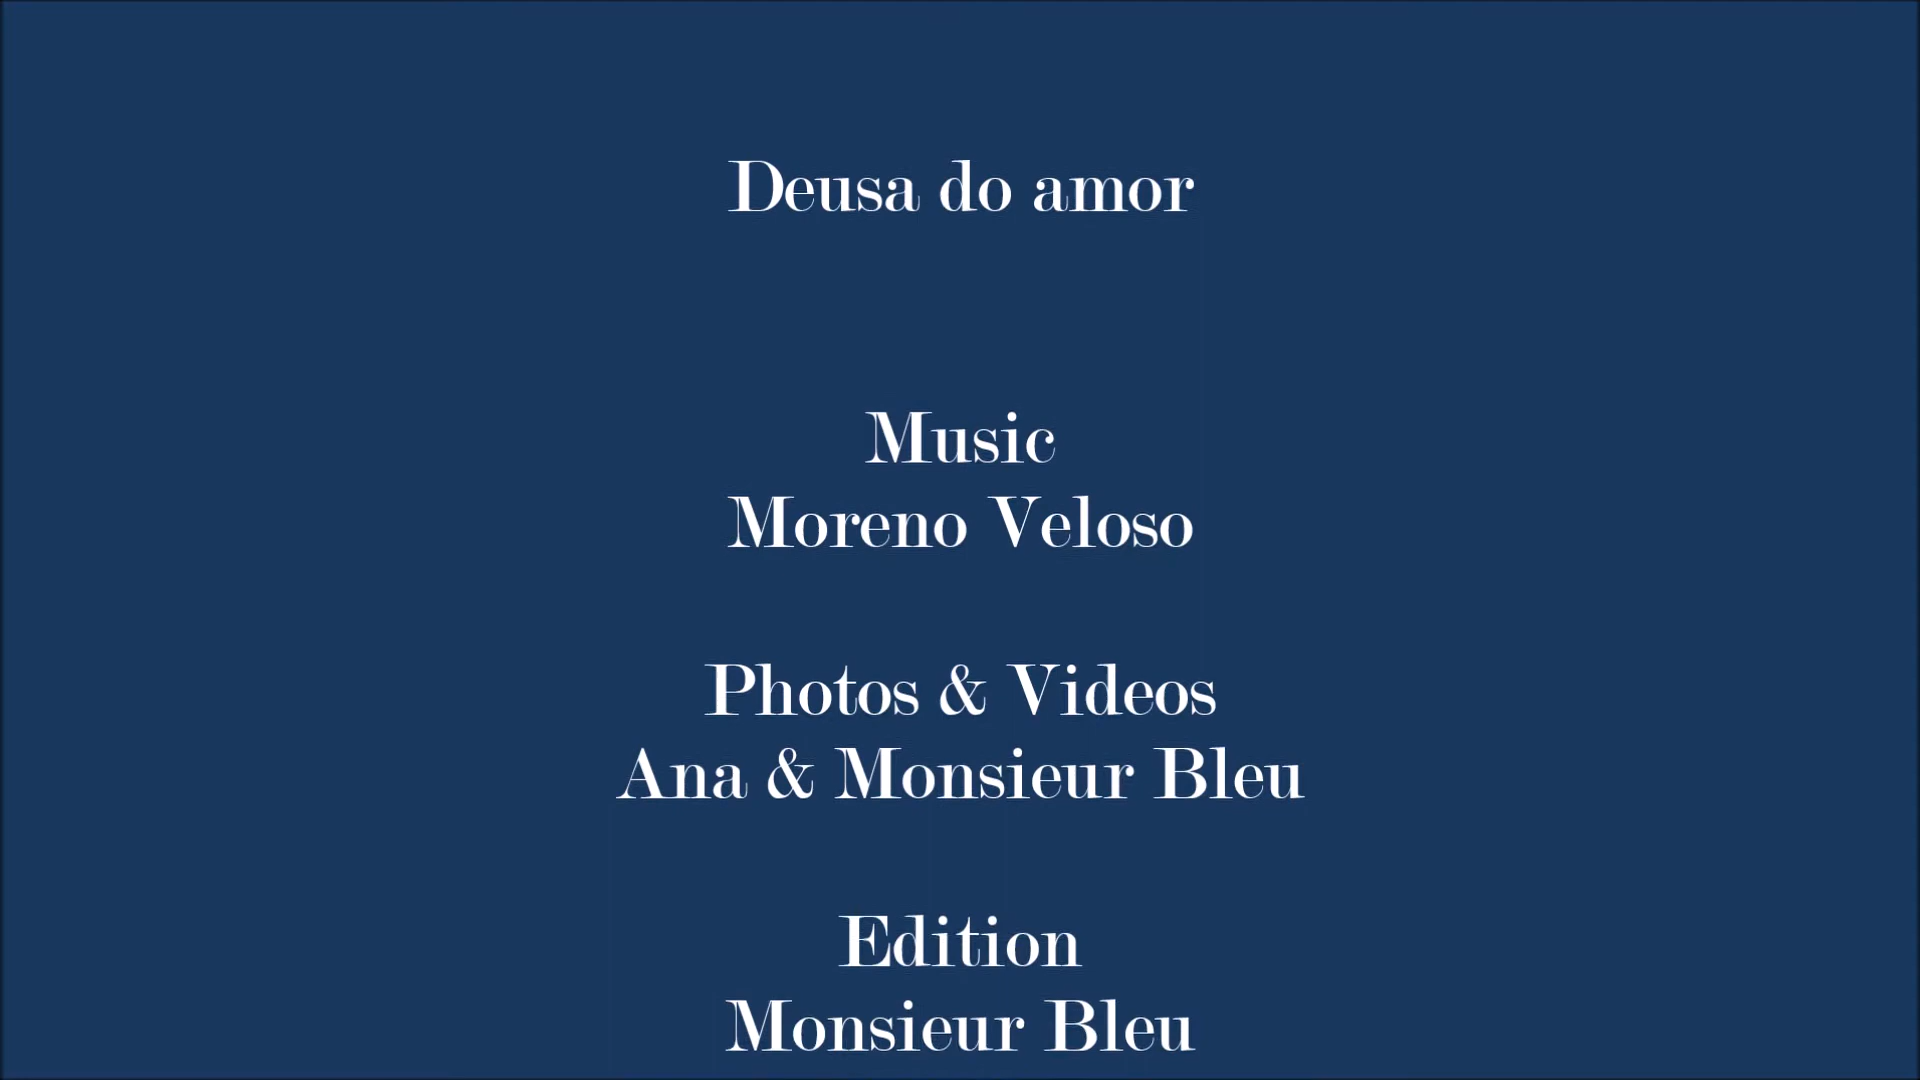 Deusa do amor
Music
Moreno Veloso
Photos & Videos
Ana & Monsieur Bleu
Edition
Monsieur Bleu